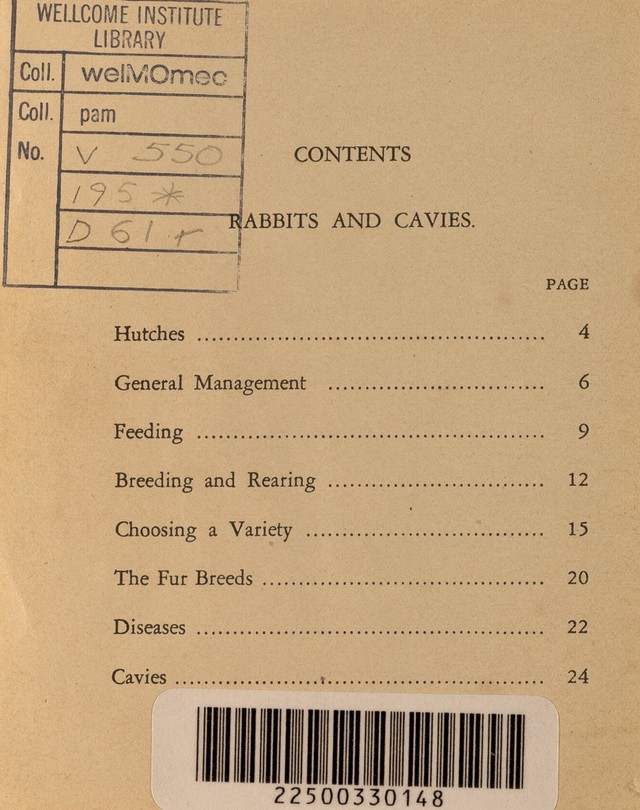 WELLCOME INSTITUTE
LIBRARY
Coll. welMOmec
Coll. pam
No. V 550
195*
D61r
CONTENTS
RABBITS AND CAVIES.
PAGE
Hutches ................................................ 4
General Management .............................. 6
Feeding ................................................ 9
Breeding and Rearing .............................. 12
Choosing a Variety ................................. 15
The Fur Breeds ....................................... 20
Diseases ................................................ 22
Cavies ................................................... 24
22500330148